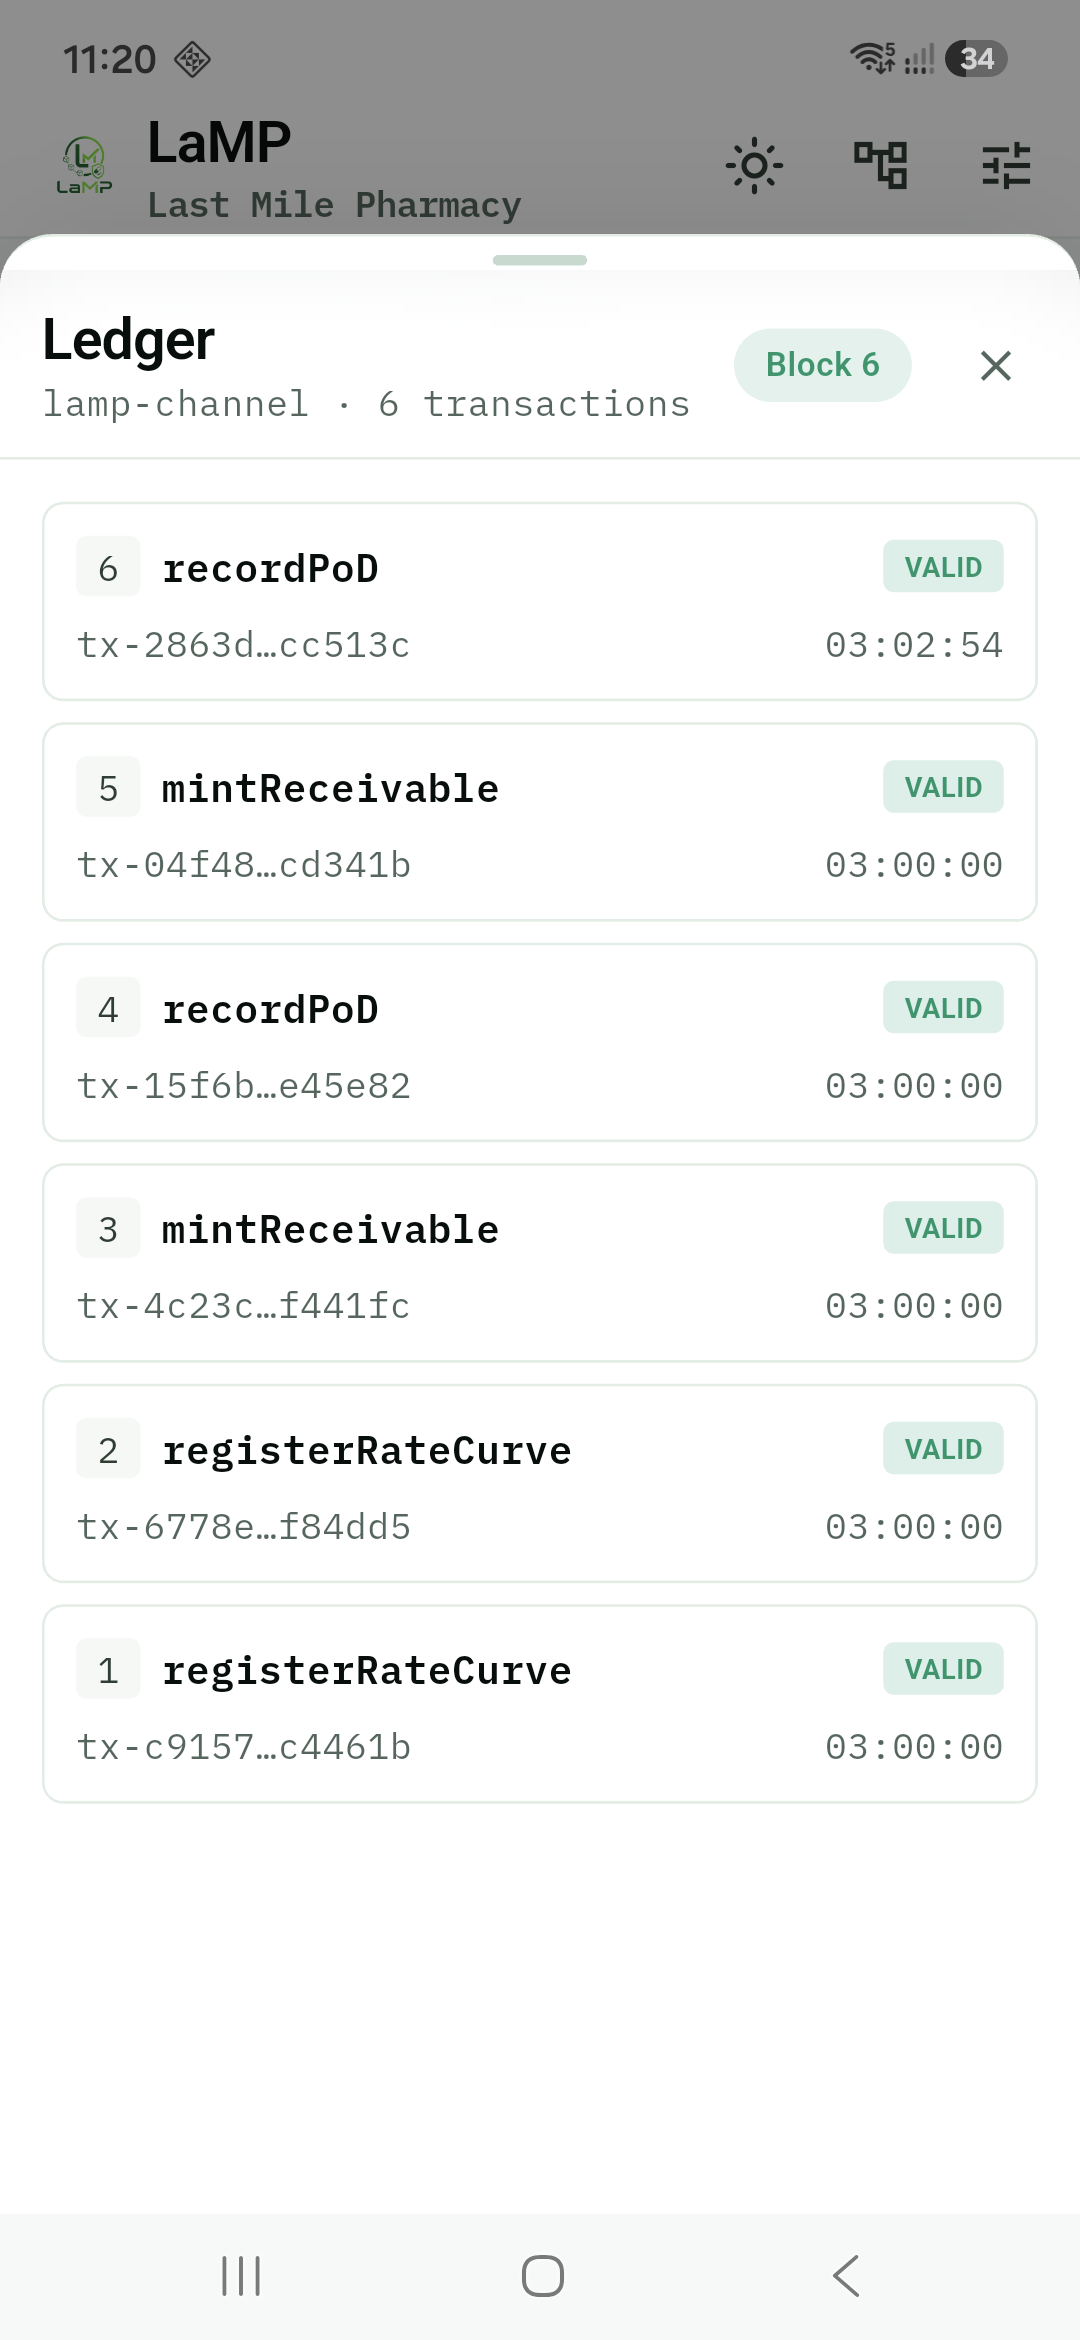 11:20
5
34
LM
LaMP
LaMP
Last Mile Pharmacy
Ledger
Block 6
lamp-channel · 6 transactions
6 recordPoD VALID
tx-2863d…cc513c 03:02:54
5 mintReceivable VALID
tx-04f48…cd341b 03:00:00
4 recordPoD VALID
tx-15f6b…e45e82 03:00:00
3 mintReceivable VALID
tx-4c23c…f441fc 03:00:00
2 registerRateCurve VALID
tx-6778e…f84dd5 03:00:00
1 registerRateCurve VALID
tx-c9157…c4461b 03:00:00